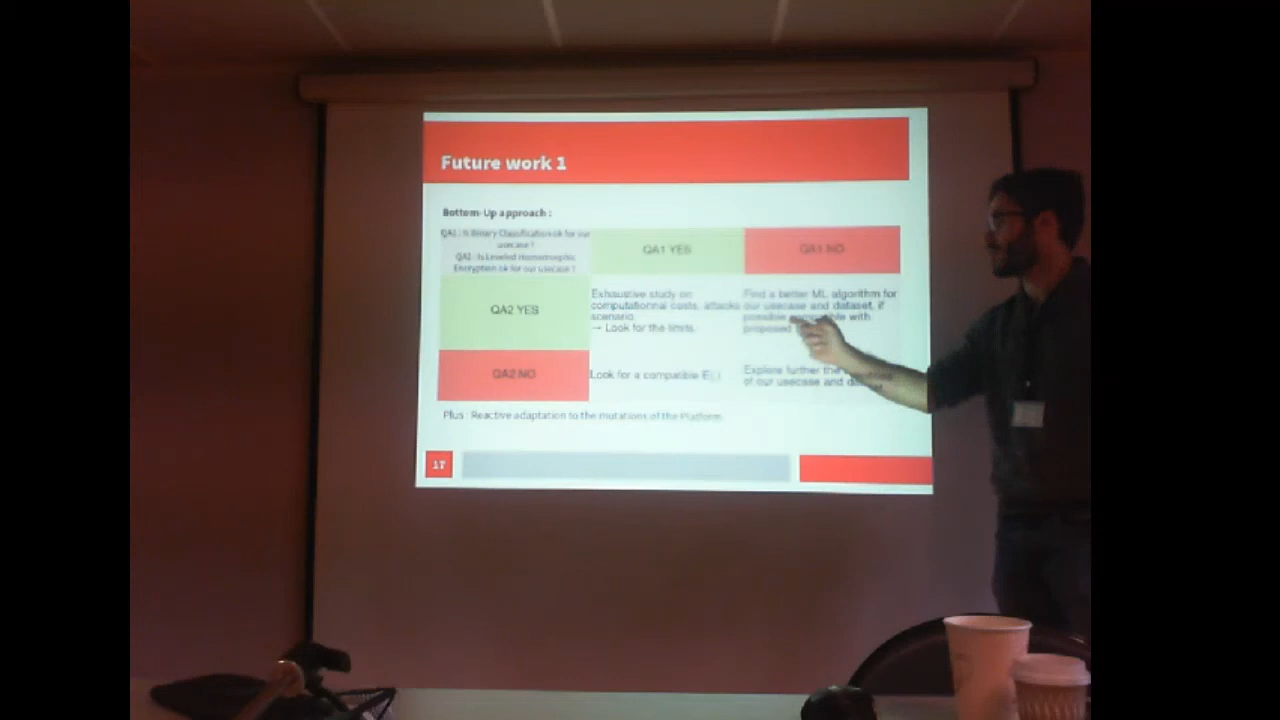 Future work 1
Bottom-Up approach :
QA1 : Is Binary Classification ok for our
usecase ?
QA2 : Is Leveled Homomorphic
Encryption ok for our usecase ?
QA1 YES
QA1 NO
QA2 YES
Exhaustive study on
computationnal costs, attacks
scenario.
→ Look for the limits.
Find a better ML algorithm for
our usecase and dataset, if
possible compatible with
proposed
QA2 NO
Look for a compatible E(.)
Explore further the
of our usecase and
Plus : Reactive adaptation to the mutations of the Platform
17